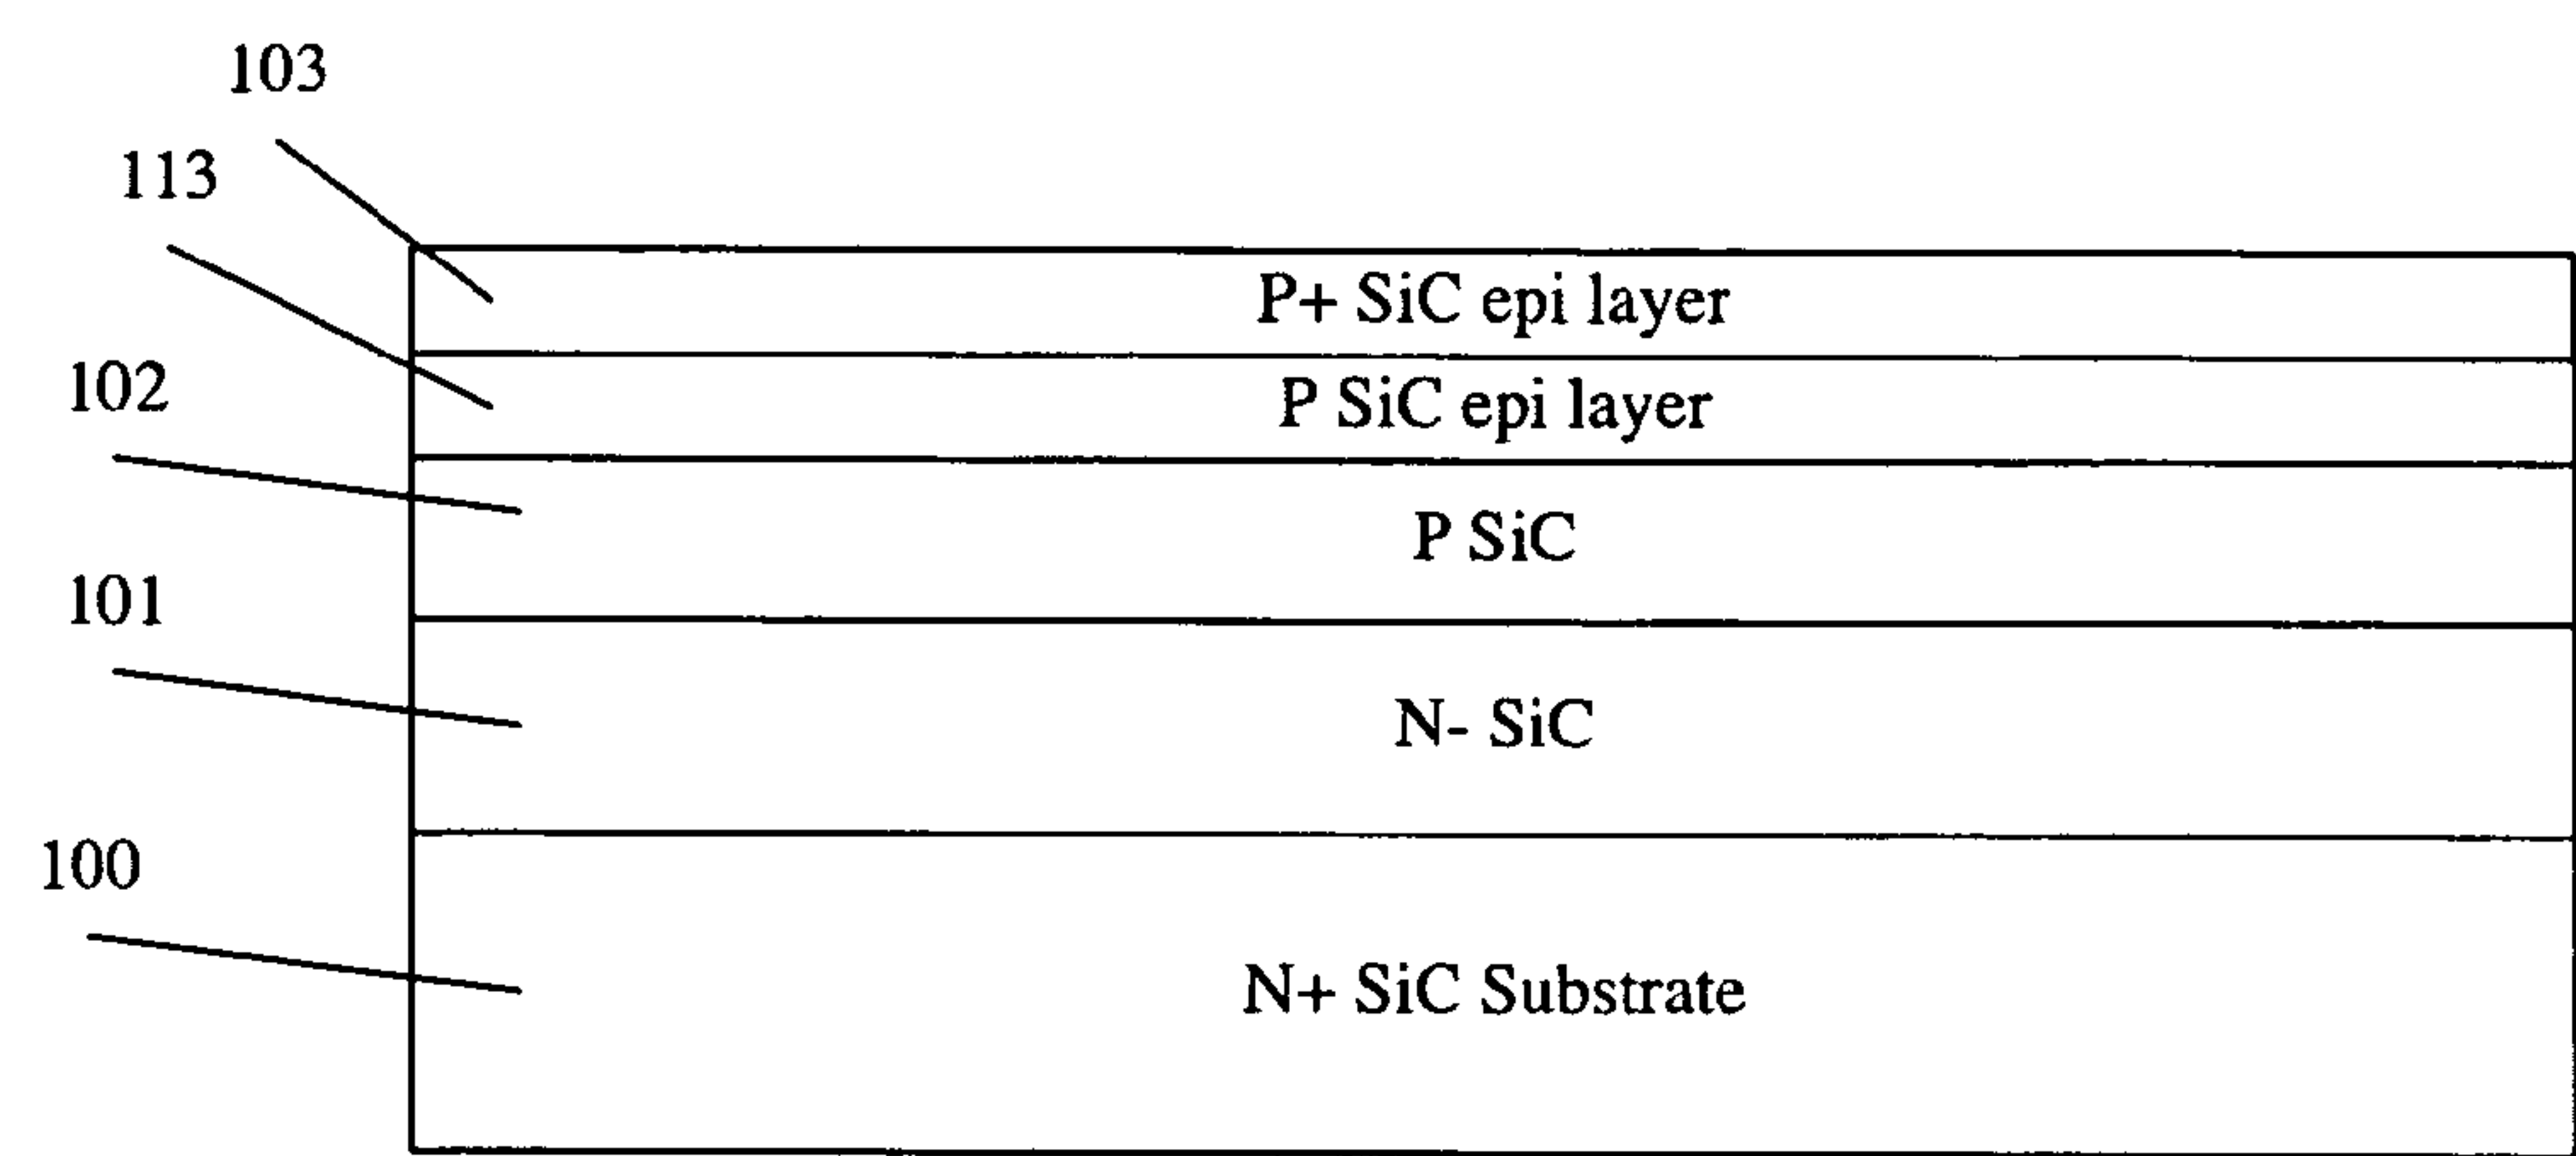 103
113
P+ SiC epi layer
102
P SiC epi layer
P SiC
101
N- SiC
100
N+ SiC Substrate